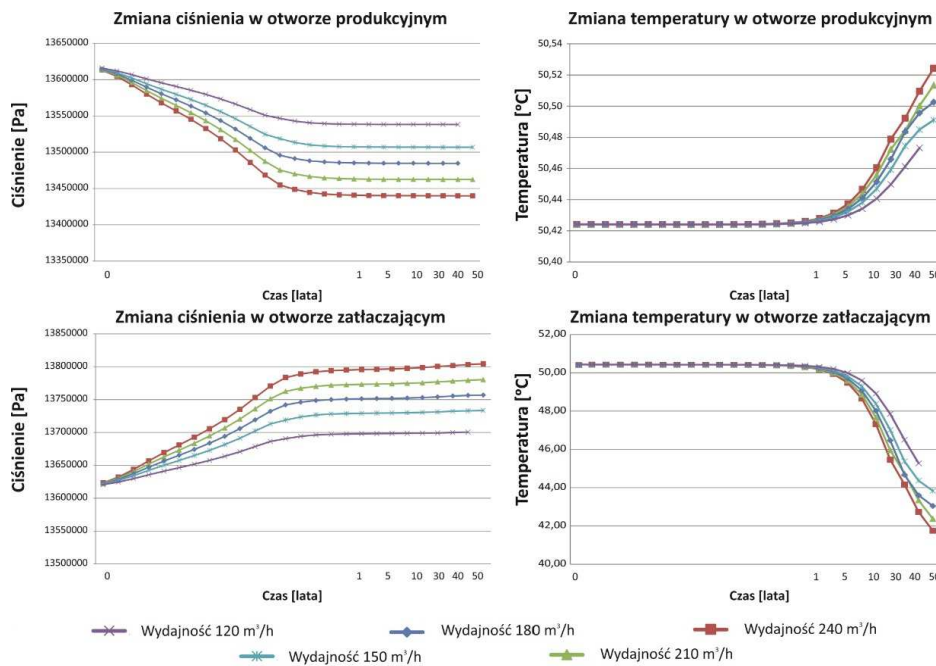 Zmiana ciśnienia w otworze produkcyjnym
13650000
13600000
13550000
13500000
13450000
13400000
13350000
Ciśnienie [Pa]
0 1 5 10 30 40 50
Czas [lata]
Zmiana temperatury w otworze produkcyjnym
50,54
50,52
50,50
50,48
50,46
50,44
50,42
50,40
Temperatura [°C]
0 1 5 10 30 40 50
Czas [lata]
Zmiana ciśnienia w otworze zatłaczającym
13850000
13800000
13750000
13700000
13650000
13600000
13550000
13500000
Ciśnienie [Pa]
0 1 5 10 30 40 50
Czas [lata]
Zmiana temperatury w otworze zatłaczającym
52,00
50,00
48,00
46,00
44,00
42,00
40,00
Temperatura [°C]
0 1 5 10 30 40 50
Czas [lata]
Wydajność 120 m³/h
Wydajność 180 m³/h
Wydajność 240 m³/h
Wydajność 150 m³/h
Wydajność 210 m³/h